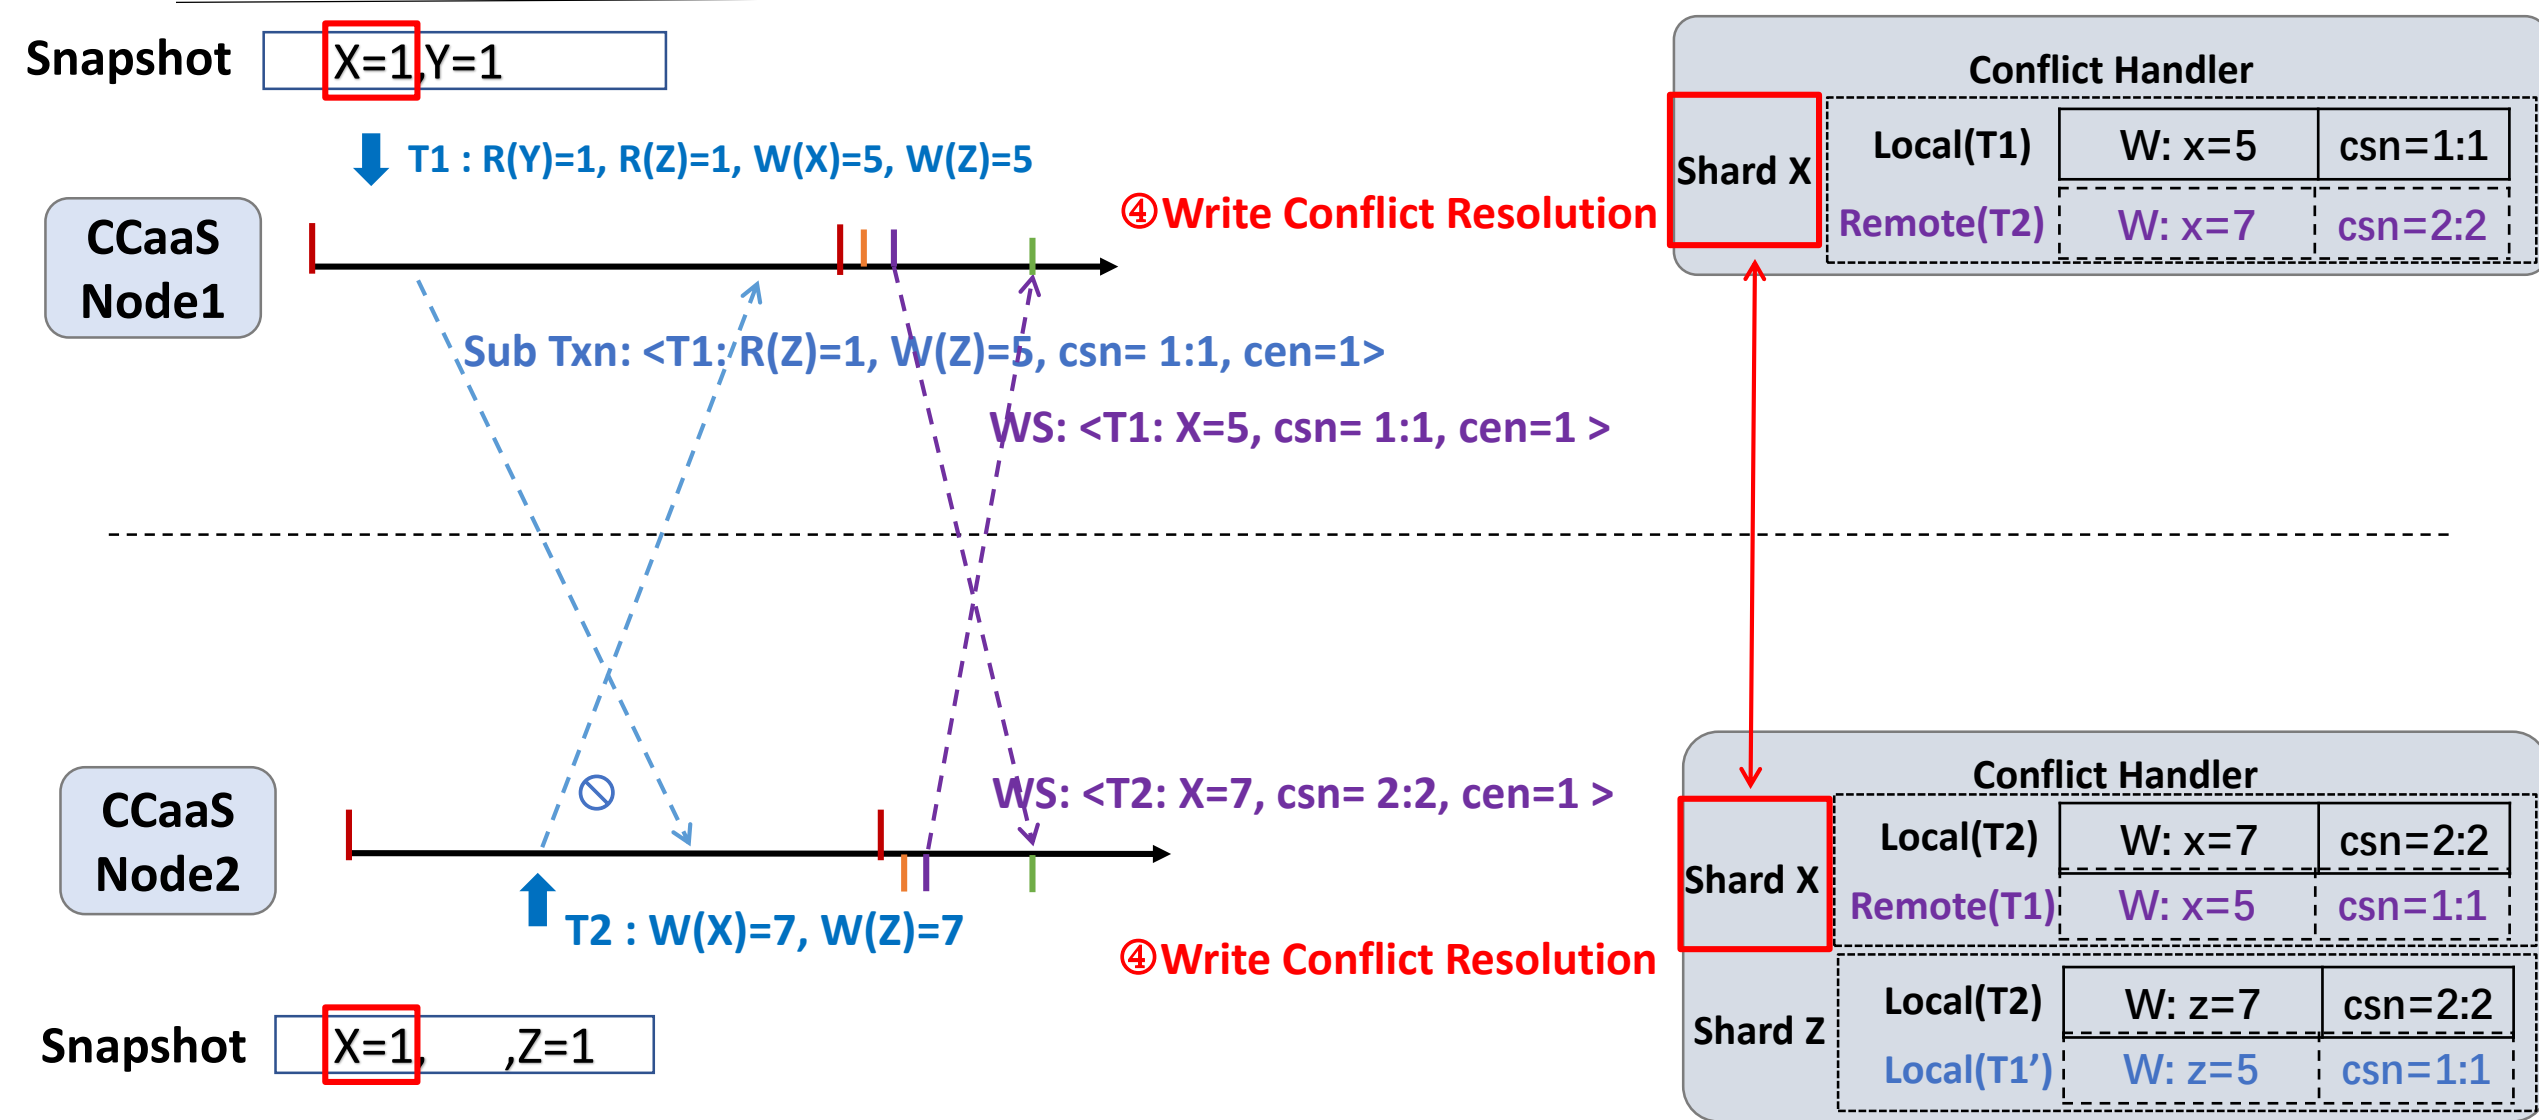 Snapshot
X=1,Y=1
T1 : R(Y)=1, R(Z)=1, W(X)=5, W(Z)=5
CCaaS
Node1
④Write Conflict Resolution
Conflict Handler
Shard X
Local(T1)
W: x=5
csn=1:1
Remote(T2)
W: x=7
csn=2:2
Sub Txn: <T1: R(Z)=1, W(Z)=5, csn= 1:1, cen=1>
WS: <T1: X=5, csn= 1:1, cen=1 >
WS: <T2: X=7, csn= 2:2, cen=1 >
CCaaS
Node2
T2 : W(X)=7, W(Z)=7
④Write Conflict Resolution
Snapshot
X=1, ,Z=1
Conflict Handler
Shard X
Local(T2)
W: x=7
csn=2:2
Remote(T1)
W: x=5
csn=1:1
Shard Z
Local(T2)
W: z=7
csn=2:2
Local(T1’)
W: z=5
csn=1:1